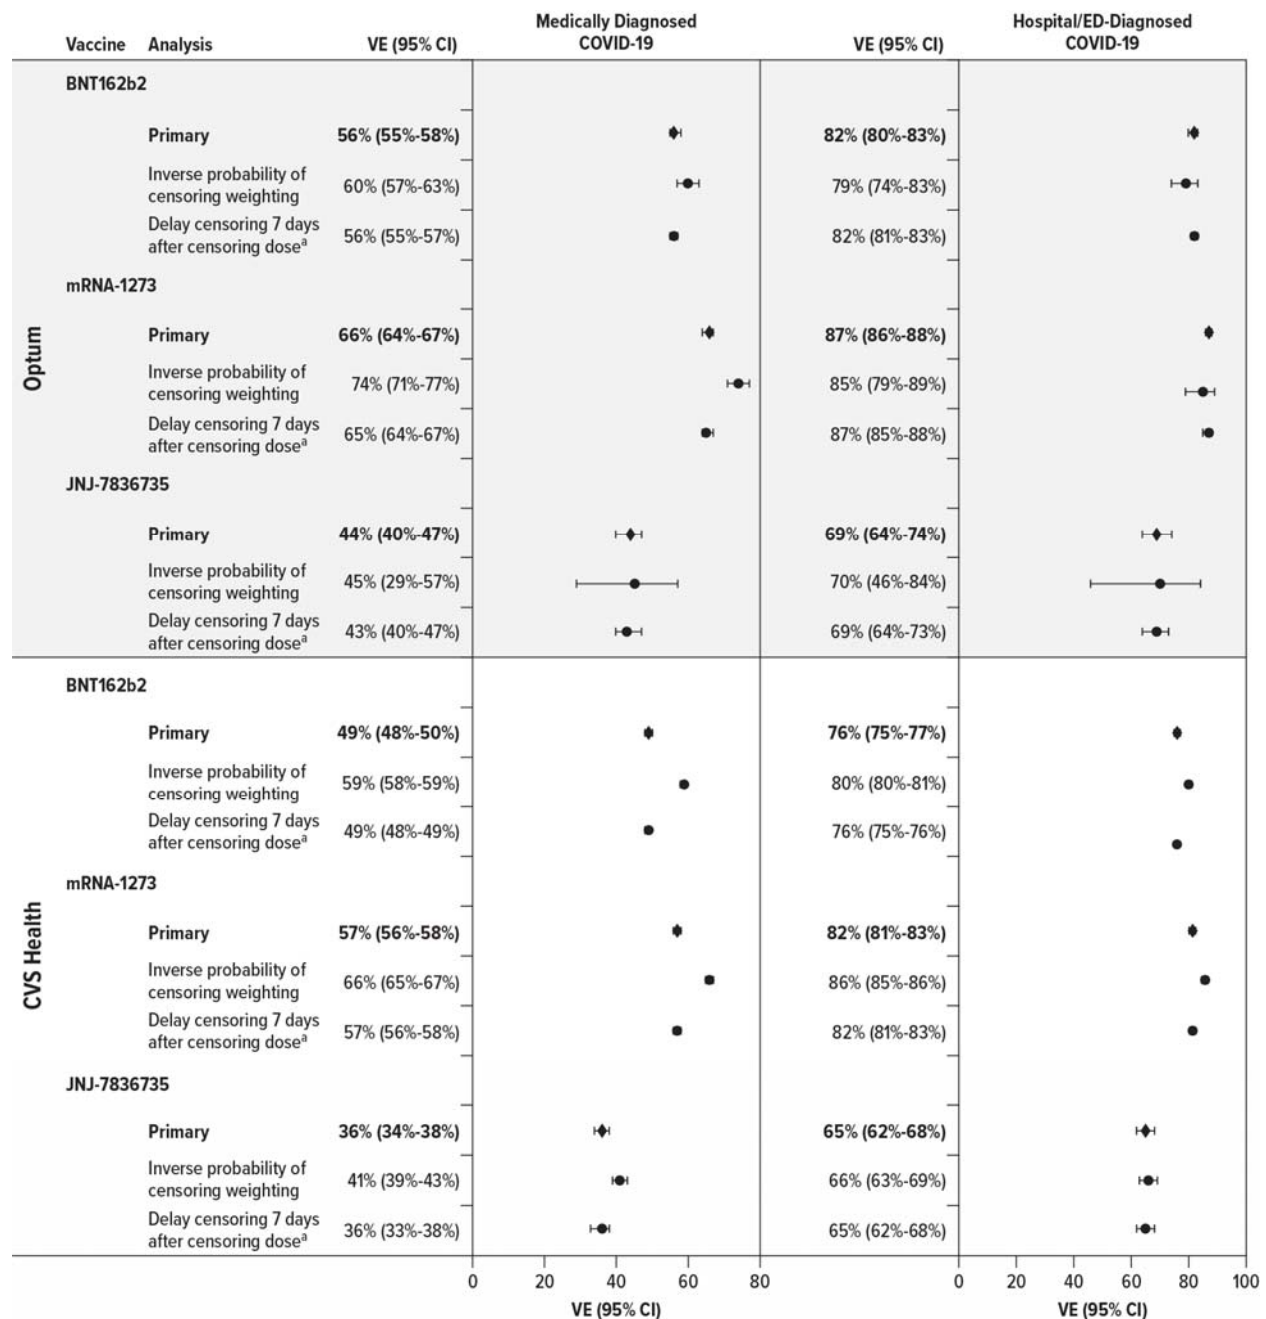 Medically Diagnosed Hospital/ED-Diagnosed
Vaccine Analysis VE (95% CI) COVID-19 VE (95% CI) COVID-19
Optum
BNT162b2
Primary 56% (55%-58%) 82% (80%-83%)
Inverse probability of
censoring weighting 60% (57%-63%) 79% (74%-83%)
Delay censoring 7 days
after censoring doseᵃ 56% (55%-57%) 82% (81%-83%)
mRNA-1273
Primary 66% (64%-67%) 87% (86%-88%)
Inverse probability of
censoring weighting 74% (71%-77%) 85% (79%-89%)
Delay censoring 7 days
after censoring doseᵃ 65% (64%-67%) 87% (85%-88%)
JNJ-7836735
Primary 44% (40%-47%) 69% (64%-74%)
Inverse probability of
censoring weighting 45% (29%-57%) 70% (46%-84%)
Delay censoring 7 days
after censoring doseᵃ 43% (40%-47%) 69% (64%-73%)
CVS Health
BNT162b2
Primary 49% (48%-50%) 76% (75%-77%)
Inverse probability of
censoring weighting 59% (58%-59%) 80% (80%-81%)
Delay censoring 7 days
after censoring doseᵃ 49% (48%-49%) 76% (75%-76%)
mRNA-1273
Primary 57% (56%-58%) 82% (81%-83%)
Inverse probability of
censoring weighting 66% (65%-67%) 86% (85%-86%)
Delay censoring 7 days
after censoring doseᵃ 57% (56%-58%) 82% (81%-83%)
JNJ-7836735
Primary 36% (34%-38%) 65% (62%-68%)
Inverse probability of
censoring weighting 41% (39%-43%) 66% (63%-69%)
Delay censoring 7 days
after censoring doseᵃ 36% (33%-38%) 65% (62%-68%)
0 20 40 60 80 0 20 40 60 80 100
VE (95% CI) VE (95% CI)